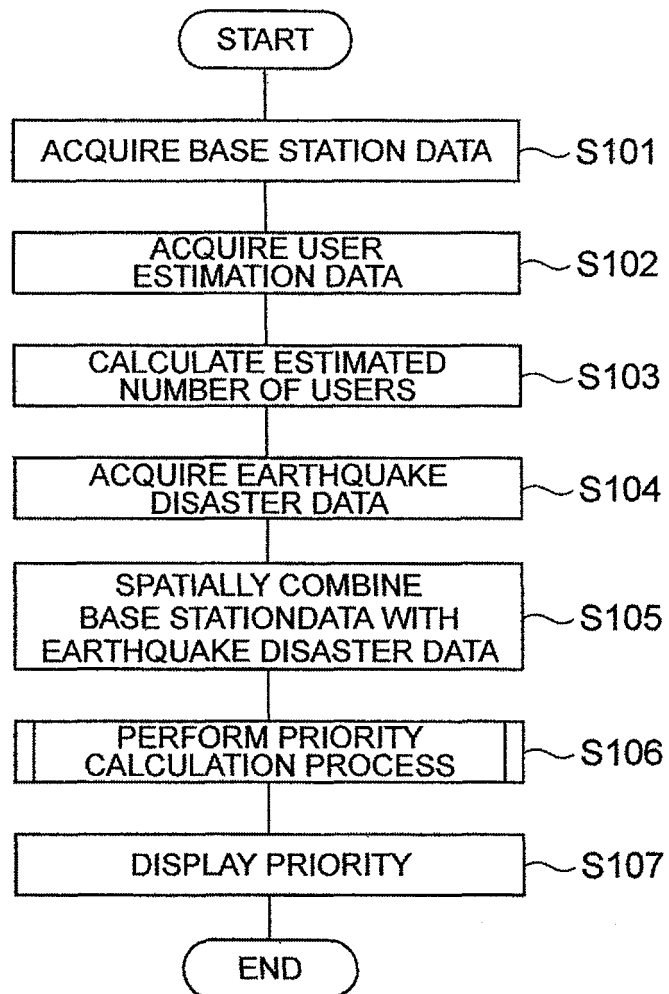 START
ACQUIRE BASE STATION DATA
S101
ACQUIRE USER
ESTIMATION DATA
S102
CALCULATE ESTIMATED
NUMBER OF USERS
S103
ACQUIRE EARTHQUAKE
DISASTER DATA
S104
SPATIALLY COMBINE
BASE STATIONDATA WITH
EARTHQUAKE DISASTER DATA
S105
PERFORM PRIORITY
CALCULATION PROCESS
S106
DISPLAY PRIORITY
S107
END